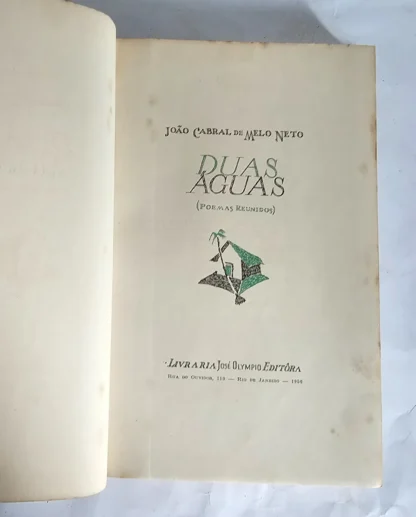 JOÃO CABRAL DE MELO NETO
DUAS
ÁGUAS
(POEMAS REUNIDOS)
LIVRARIA JOSÉ OLYMPIO EDITÔRA
RUA DO OUVIDOR, 110 — RIO DE JANEIRO — 1956